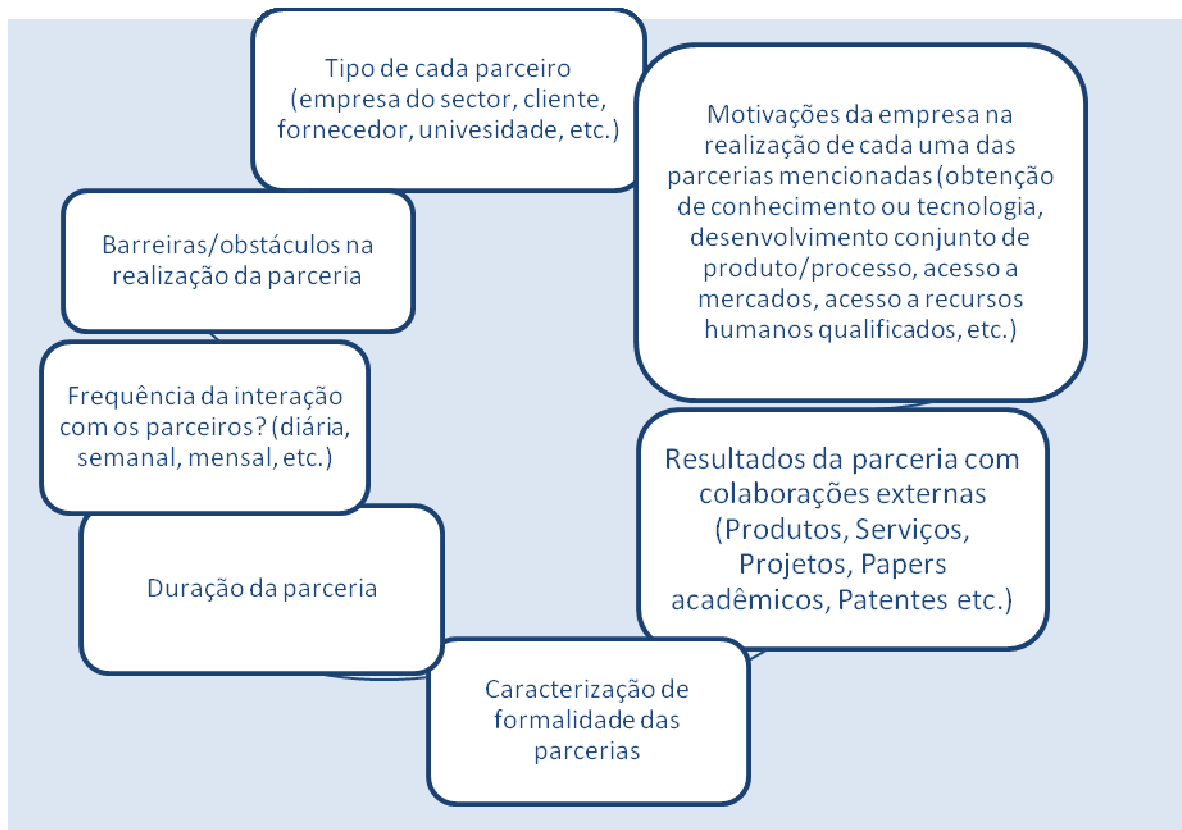 Tipo de cada parceiro
(empresa do sector, cliente,
fornecedor, univesidade, etc.)
Motivações da empresa na
realização de cada uma das
parcerias mencionadas (obtenção
de conhecimento ou tecnologia,
desenvolvimento conjunto de
produto/processo, acesso a
mercados, acesso a recursos
humanos qualificados, etc.)
Resultados da parceria com
colaborações externas
(Produtos, Serviços,
Projetos, Papers
acadêmicos, Patentes etc.)
Caracterização de
formalidade das
parcerias
Duração da parceria
Frequência da interação
com os parceiros? (diária,
semanal, mensal, etc.)
Barreiras/obstáculos na
realização da parceria